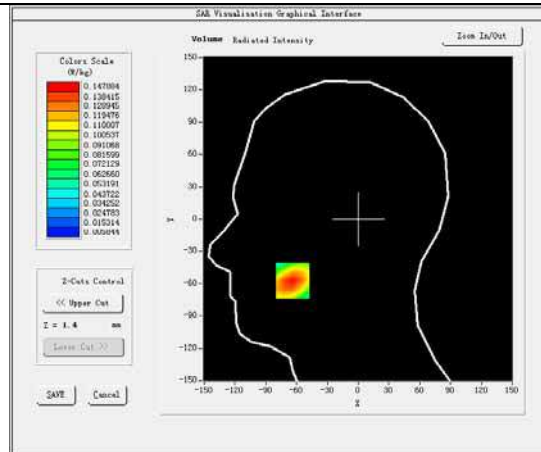 SAR Visualisation Graphical Interface
Volume Radiated Intensity
Zoom In/Out
Colors Scale
(W/kg)
0.147884
0.138415
0.128945
0.119476
0.110007
0.100537
0.091068
0.081599
0.072129
0.062660
0.053191
0.043722
0.034252
0.024783
0.015314
0.005844
Z-Cuts Control
<< Upper Cut
Z = 1.4 mm
Lower Cut >>
SAVE Cancel
150
120
90
60
30
0
-30
-60
-90
-120
-150
Y
-150 -120 -90 -60 -30 0 30 60 90 120 150
X